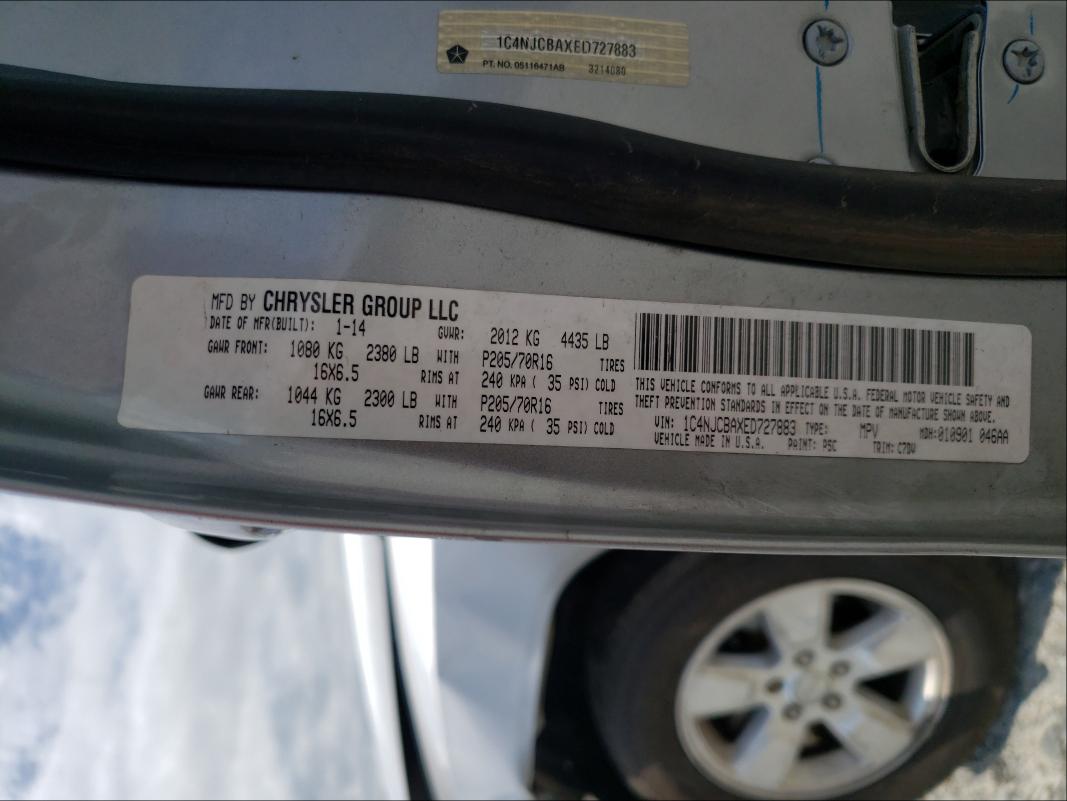 1C4NJCBAXED727883
PT. NO. 05116471AB 3214080
MFD BY CHRYSLER GROUP LLC
DATE OF MFR(BUILT): 1-14 GVWR: 2012 KG 4435 LB
GAWR FRONT: 1080 KG 2380 LB WITH P205/70R16 TIRES
16X6.5 RIMS AT 240 KPA ( 35 PSI) COLD
GAWR REAR: 1044 KG 2300 LB WITH P205/70R16 TIRES
16X6.5 RIMS AT 240 KPA ( 35 PSI) COLD
THIS VEHICLE CONFORMS TO ALL APPLICABLE U.S.A. FEDERAL MOTOR VEHICLE SAFETY AND
THEFT PREVENTION STANDARDS IN EFFECT ON THE DATE OF MANUFACTURE SHOWN ABOVE.
VIN: 1C4NJCBAXED727883 TYPE: MPV MDH:010901 046AA
VEHICLE MADE IN U.S.A. PAINT: PSC TRIM: C7DV